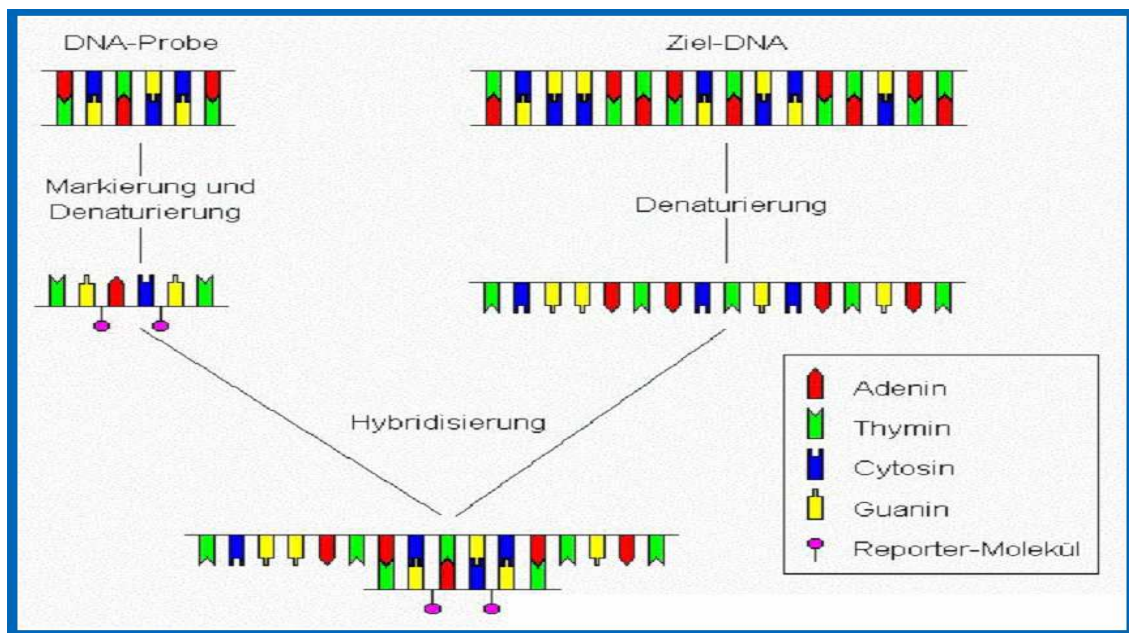 DNA-Probe
Ziel-DNA
Markierung und
Denaturierung
Denaturierung
Hybridisierung
Adenin
Thymin
Cytosin
Guanin
Reporter-Molekül